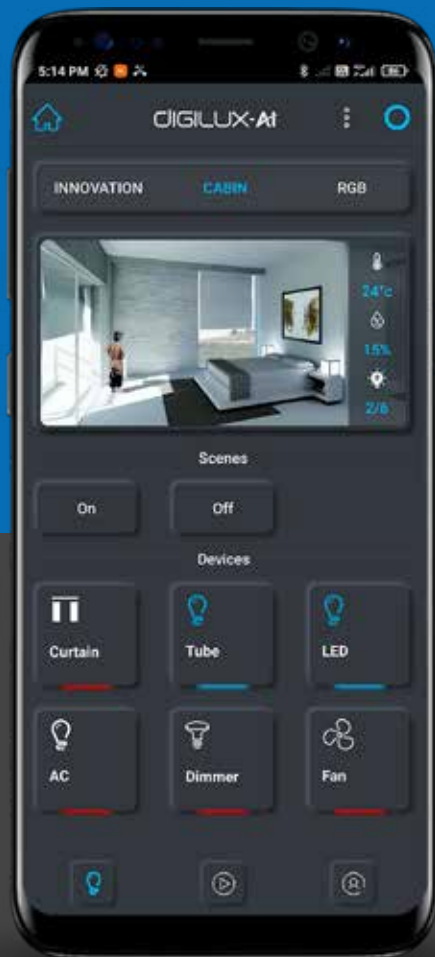 5:14 PM
DIGILUX-AI
INNOVATION CABIN RGB
24°c
15%
2/6
Scenes
On Off
Devices
Curtain Tube LED
AC Dimmer Fan